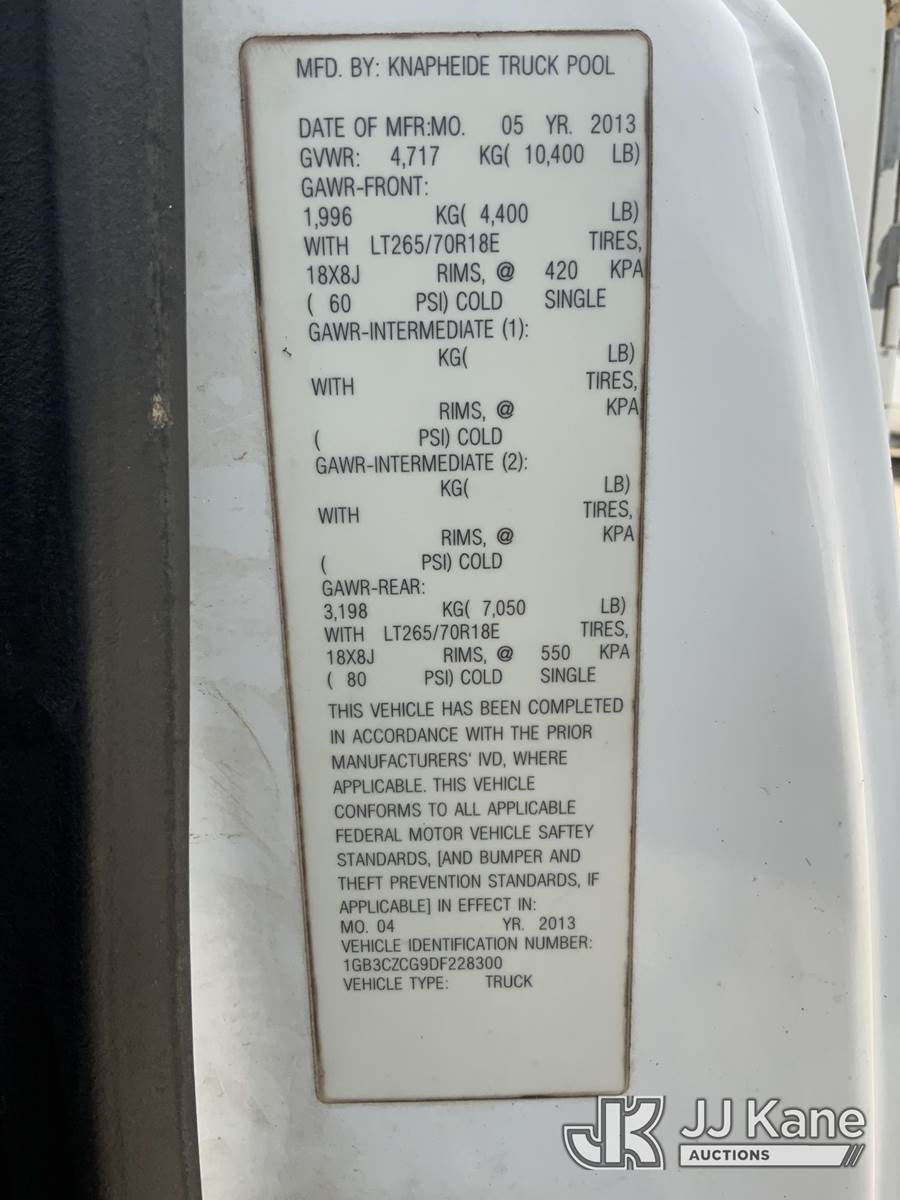 MFD. BY: KNAPHEIDE TRUCK POOL
DATE OF MFR:MO. 05 YR. 2013
GVWR: 4,717 KG( 10,400 LB)
GAWR-FRONT:
1,996 KG( 4,400 LB)
WITH LT265/70R18E TIRES,
18X8J RIMS, @ 420 KPA
( 60 PSI) COLD SINGLE
GAWR-INTERMEDIATE (1):
KG( LB)
WITH TIRES,
RIMS, @ KPA
( PSI) COLD
GAWR-INTERMEDIATE (2):
KG( LB)
WITH TIRES,
RIMS, @ KPA
( PSI) COLD
GAWR-REAR:
3,198 KG( 7,050 LB)
WITH LT265/70R18E TIRES,
18X8J RIMS, @ 550 KPA
( 80 PSI) COLD SINGLE
THIS VEHICLE HAS BEEN COMPLETED
IN ACCORDANCE WITH THE PRIOR
MANUFACTURERS' IVD, WHERE
APPLICABLE. THIS VEHICLE
CONFORMS TO ALL APPLICABLE
FEDERAL MOTOR VEHICLE SAFTEY
STANDARDS, [AND BUMPER AND
THEFT PREVENTION STANDARDS, IF
APPLICABLE] IN EFFECT IN:
MO. 04 YR. 2013
VEHICLE IDENTIFICATION NUMBER:
1GB3CZCG9DF228300
VEHICLE TYPE: TRUCK
JK JJ Kane
AUCTIONS